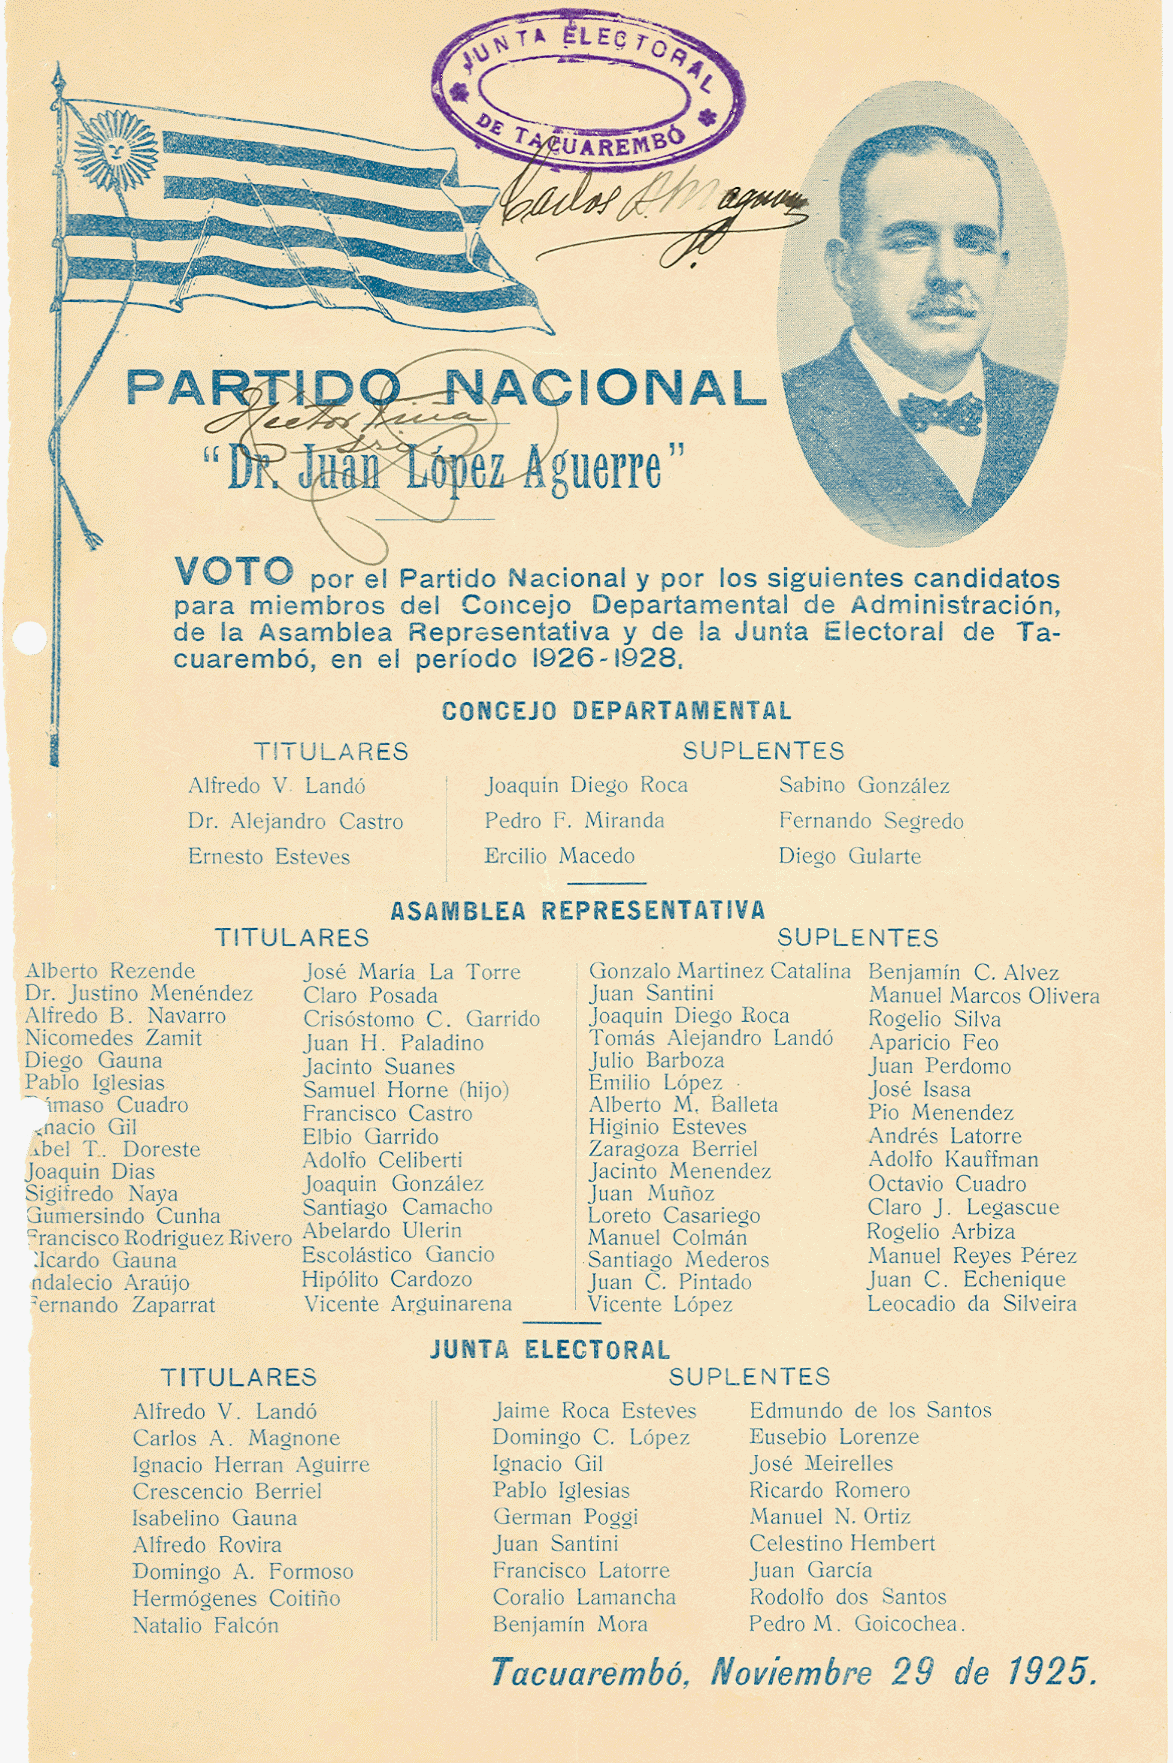 JUNTA ELECTORAL
DE TACUAREMBÓ
Carlos A. Magnone
PARTIDO NACIONAL
Hector
"Dr. Juan López Aguerre"
VOTO por el Partido Nacional y por los siguientes candidatos
para miembros del Concejo Departamental de Administración,
de la Asamblea Representativa y de la Junta Electoral de Ta-
cuarembó, en el período 1926-1928.
CONCEJO DEPARTAMENTAL
TITULARES
Alfredo V. Landó
Dr. Alejandro Castro
Ernesto Esteves
SUPLENTES
Joaquin Diego Roca
Pedro F. Miranda
Ercilio Macedo
Sabino González
Fernando Segredo
Diego Gularte
ASAMBLEA REPRESENTATIVA
TITULARES
Alberto Rezende
Dr. Justino Menéndez
Alfredo B. Navarro
Nicomedes Zamit
Diego Gauna
Pablo Iglesias
Dámaso Cuadro
Ignacio Gil
Abel T. Doreste
Joaquin Dias
Sigifredo Naya
Gumersindo Cunha
Francisco Rodriguez Rivero
Ricardo Gauna
Indalecio Araújo
Fernando Zaparrat
José María La Torre
Claro Posada
Crisóstomo C. Garrido
Juan H. Paladino
Jacinto Suanes
Samuel Horne (hijo)
Francisco Castro
Elbio Garrido
Adolfo Celiberti
Joaquin González
Santiago Camacho
Abelardo Ulerin
Escolástico Gancio
Hipólito Cardozo
Vicente Arguinarena
SUPLENTES
Gonzalo Martinez Catalina
Juan Santini
Joaquin Diego Roca
Tomás Alejandro Landó
Julio Barboza
Emilio López
Alberto M. Balleta
Higinio Esteves
Zaragoza Berriel
Jacinto Menendez
Juan Muñoz
Loreto Casariego
Manuel Colmán
Santiago Mederos
Juan C. Pintado
Vicente López
Benjamín C. Alvez
Manuel Marcos Olivera
Rogelio Silva
Aparicio Feo
Juan Perdomo
José Isasa
Pio Menendez
Andrés Latorre
Adolfo Kauffman
Octavio Cuadro
Claro J. Legascue
Rogelio Arbiza
Manuel Reyes Pérez
Juan C. Echenique
Leocadio da Silveira
JUNTA ELECTORAL
TITULARES
Alfredo V. Landó
Carlos A. Magnone
Ignacio Herran Aguirre
Crescencio Berriel
Isabelino Gauna
Alfredo Rovira
Domingo A. Formoso
Hermógenes Coitiño
Natalio Falcón
SUPLENTES
Jaime Roca Esteves
Domingo C. López
Ignacio Gil
Pablo Iglesias
German Poggi
Juan Santini
Francisco Latorre
Coralio Lamancha
Benjamín Mora
Edmundo de los Santos
Eusebio Lorenze
José Meirelles
Ricardo Romero
Manuel N. Ortiz
Celestino Hembert
Juan García
Rodolfo dos Santos
Pedro M. Goicochea.
Tacuarembó, Noviembre 29 de 1925.